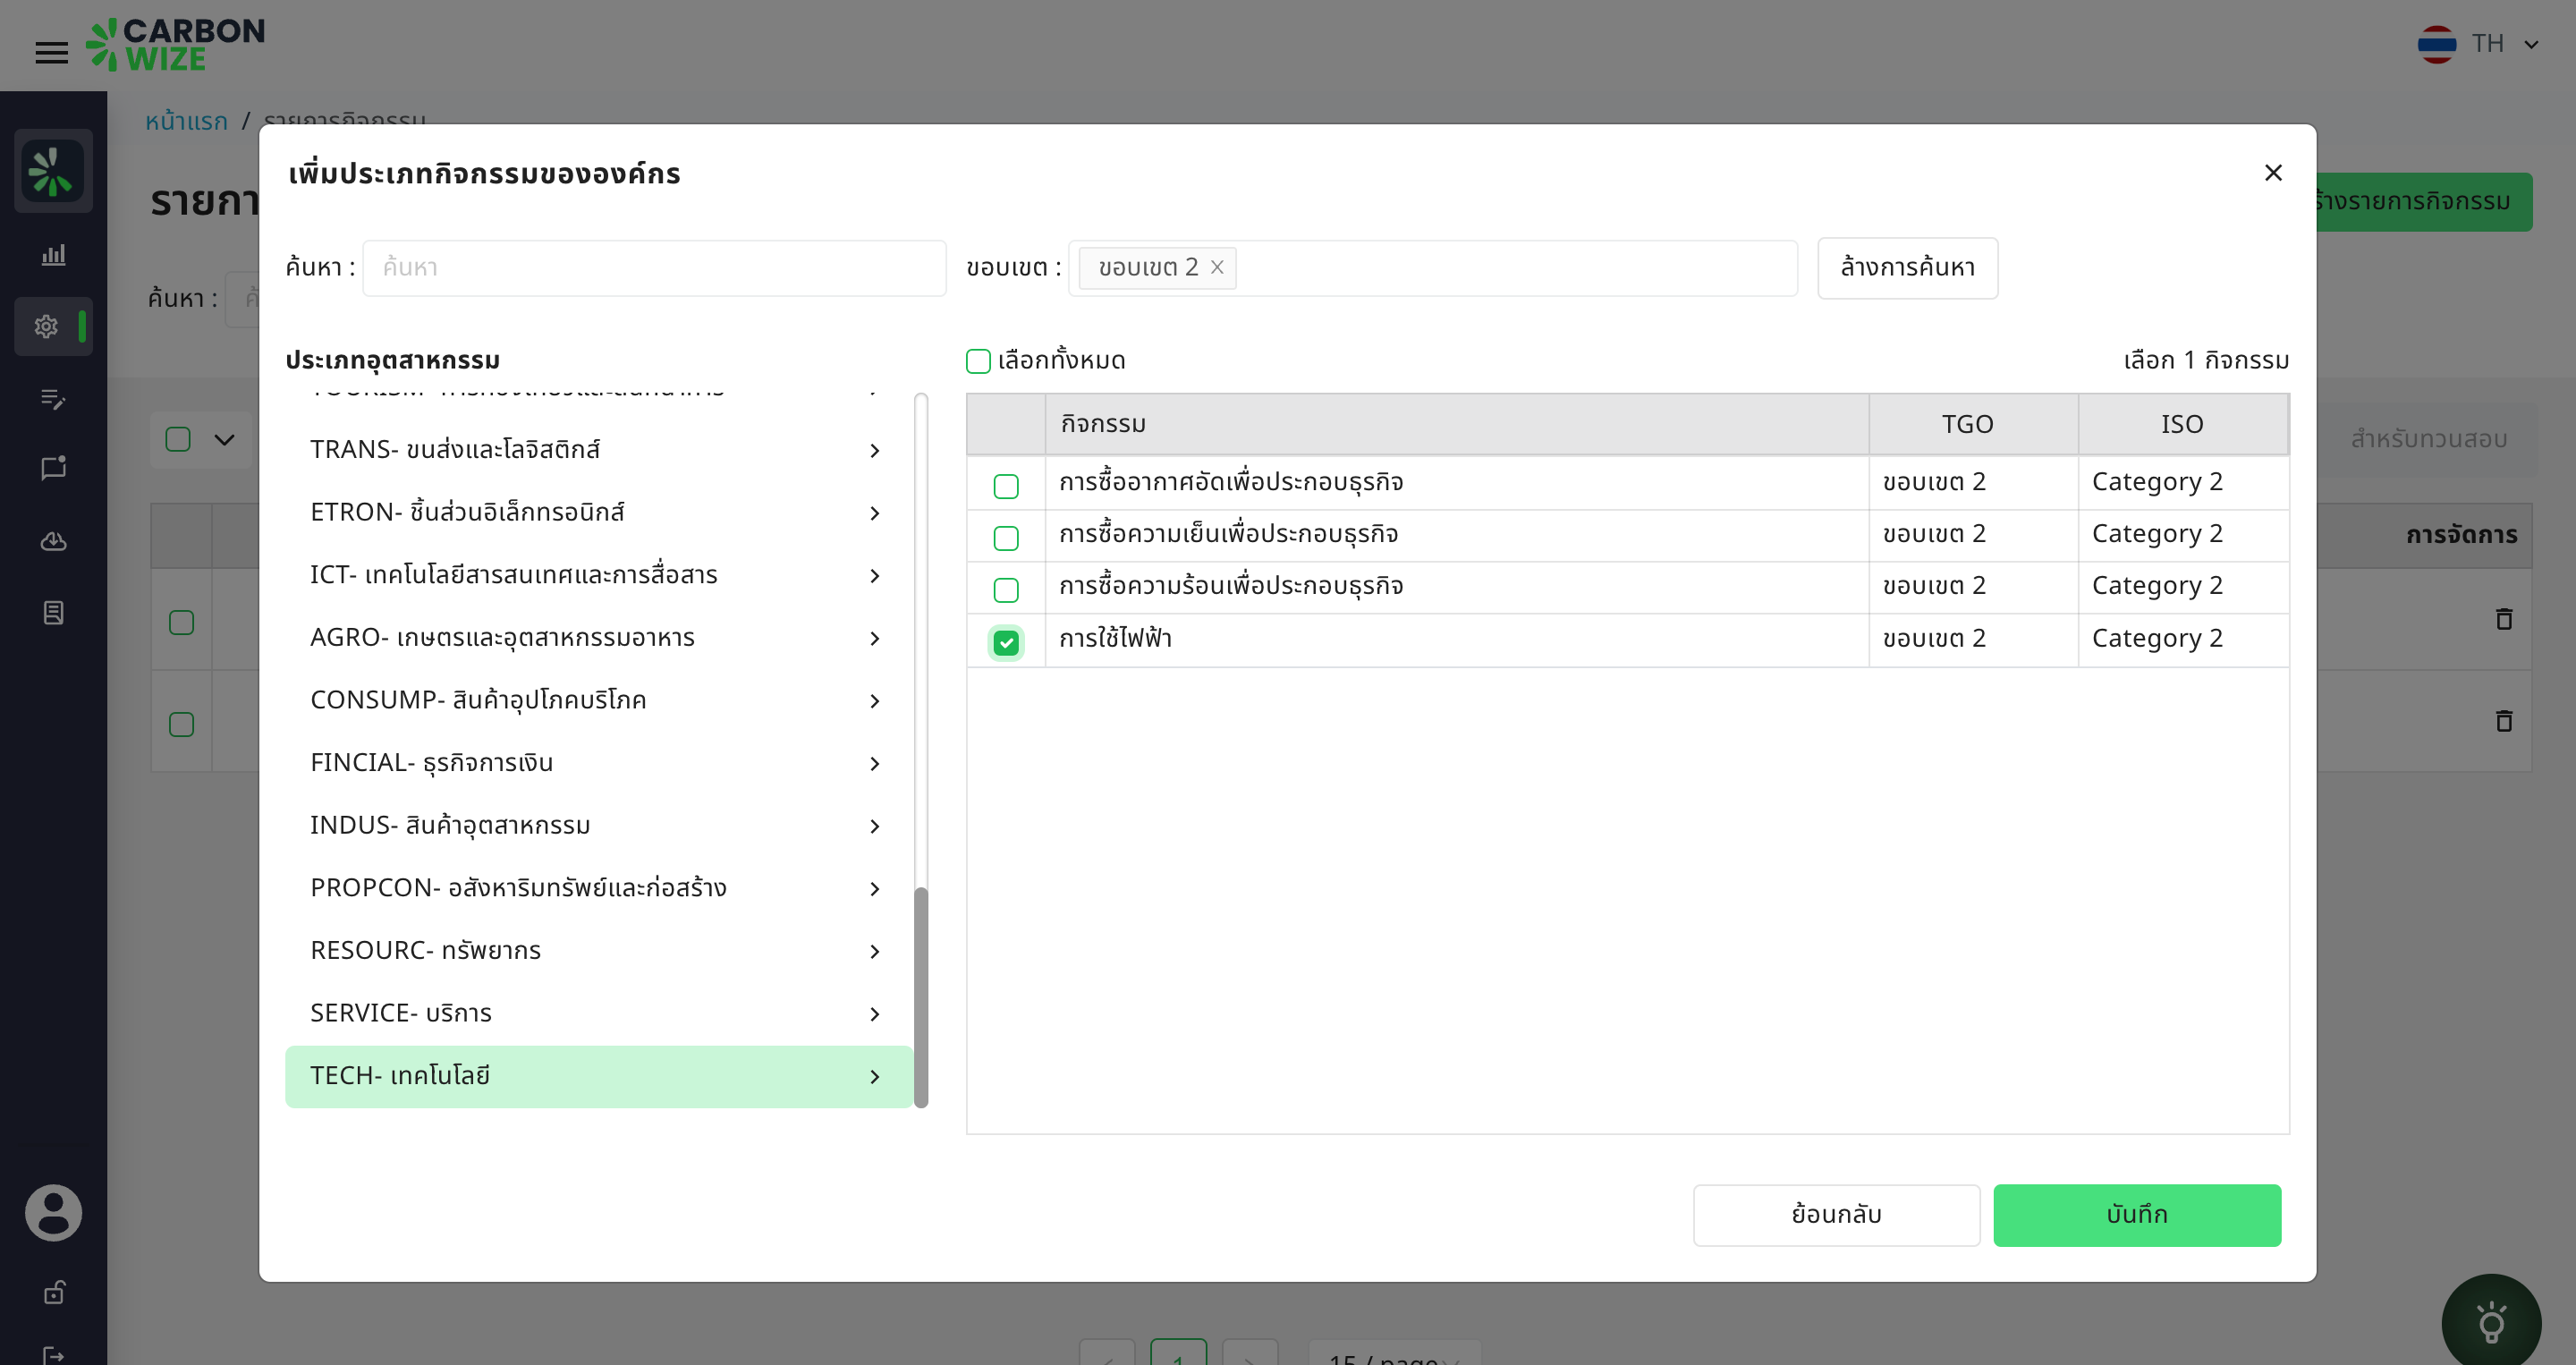 CARBON
WIZE
TH
หน้าแรก / รายการกิจกรรม
เพิ่มประเภทกิจกรรมขององค์กร
ค้นหา :
ค้นหา : ค้นหา
ขอบเขต : ขอบเขต 2
ล้างการค้นหา
ประเภทอุตสาหกรรม
เลือกทั้งหมด
เลือก 1 กิจกรรม
TRANS- ขนส่งและโลจิสติกส์
ETRON- ชิ้นส่วนอิเล็กทรอนิกส์
ICT- เทคโนโลยีสารสนเทศและการสื่อสาร
AGRO- เกษตรและอุตสาหกรรมอาหาร
CONSUMP- สินค้าอุปโภคบริโภค
FINCIAL- ธุรกิจการเงิน
INDUS- สินค้าอุตสาหกรรม
PROPCON- อสังหาริมทรัพย์และก่อสร้าง
RESOURC- ทรัพยากร
SERVICE- บริการ
TECH- เทคโนโลยี
กิจกรรม TGO ISO
การซื้ออากาศอัดเพื่อประกอบธุรกิจ ขอบเขต 2 Category 2
การซื้อความเย็นเพื่อประกอบธุรกิจ ขอบเขต 2 Category 2
การซื้อความร้อนเพื่อประกอบธุรกิจ ขอบเขต 2 Category 2
การใช้ไฟฟ้า ขอบเขต 2 Category 2
สำหรับทวนสอบ
การจัดการ
ย้อนกลับ
บันทึก
1
15 / page